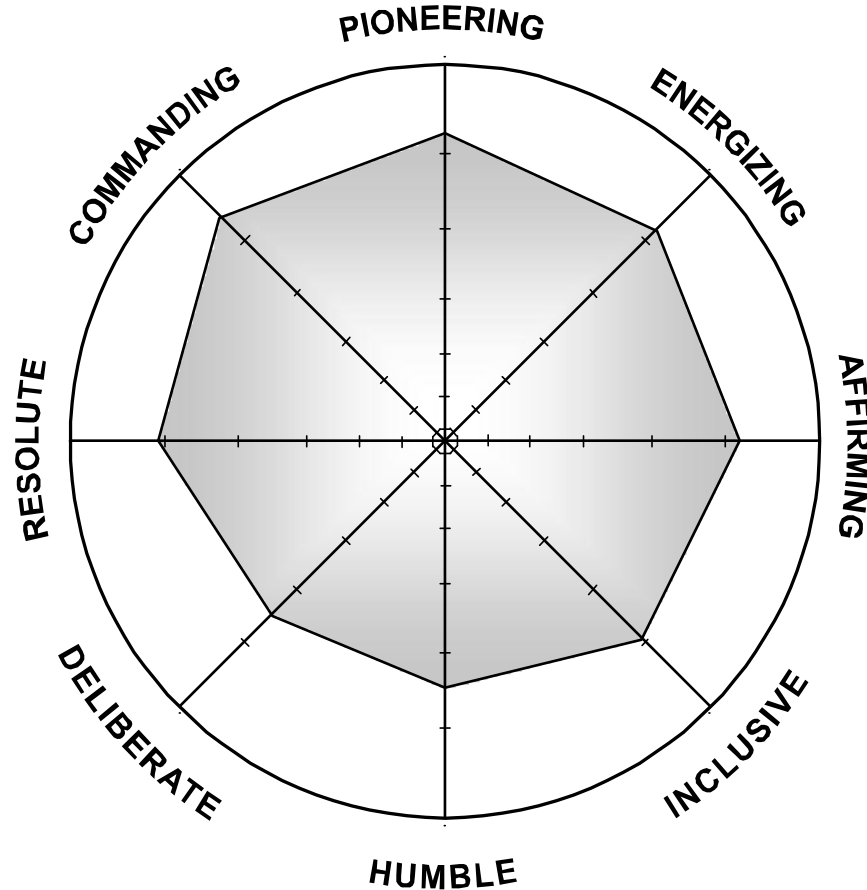 PIONEERING
ENERGIZING
AFFIRMING
INCLUSIVE
HUMBLE
DELIBERATE
RESOLUTE
COMMANDING